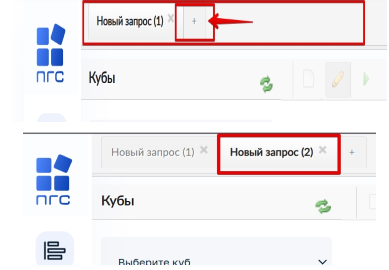 Новый запрос (1) × +
ПГС
Кубы
Новый запрос (1) × Новый запрос (2) × +
ПГС
Кубы
Выберите куб